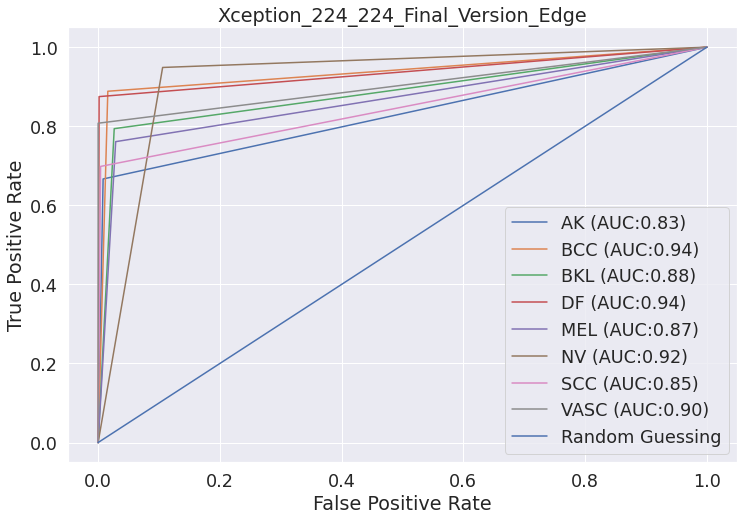 Xception_224_224_Final_Version_Edge
True Positive Rate
1.0
0.8
0.6
0.4
0.2
0.0
AK (AUC:0.83)
BCC (AUC:0.94)
BKL (AUC:0.88)
DF (AUC:0.94)
MEL (AUC:0.87)
NV (AUC:0.92)
SCC (AUC:0.85)
VASC (AUC:0.90)
Random Guessing
0.0 0.2 0.4 0.6 0.8 1.0
False Positive Rate